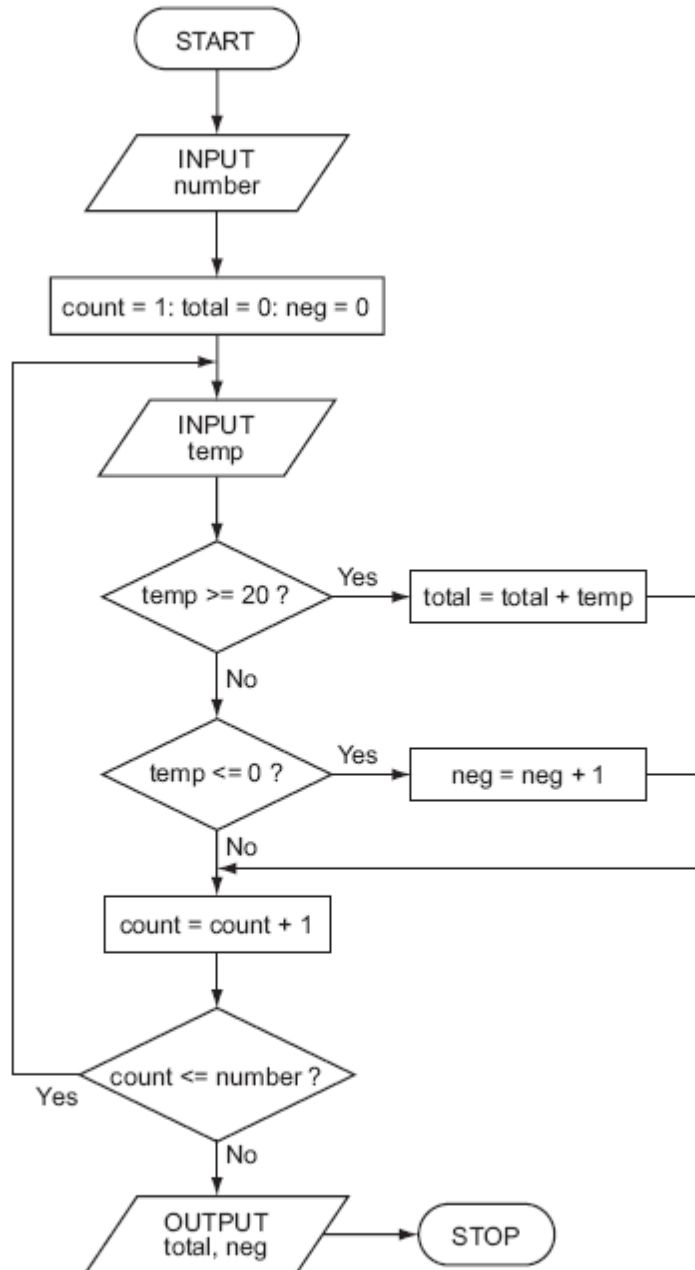 START
INPUT
number
count = 1: total = 0: neg = 0
INPUT
temp
temp >= 20 ?
Yes
total = total + temp
No
temp <= 0 ?
Yes
neg = neg + 1
No
count = count + 1
count <= number ?
Yes
No
OUTPUT
total, neg
STOP